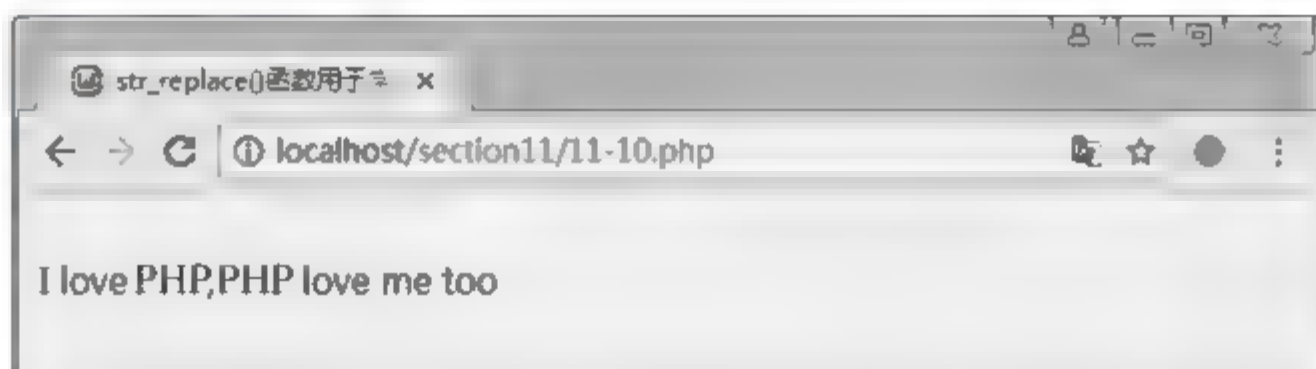 str_replace()函数用于
localhost/section11/11-10.php
I love PHP,PHP love me too